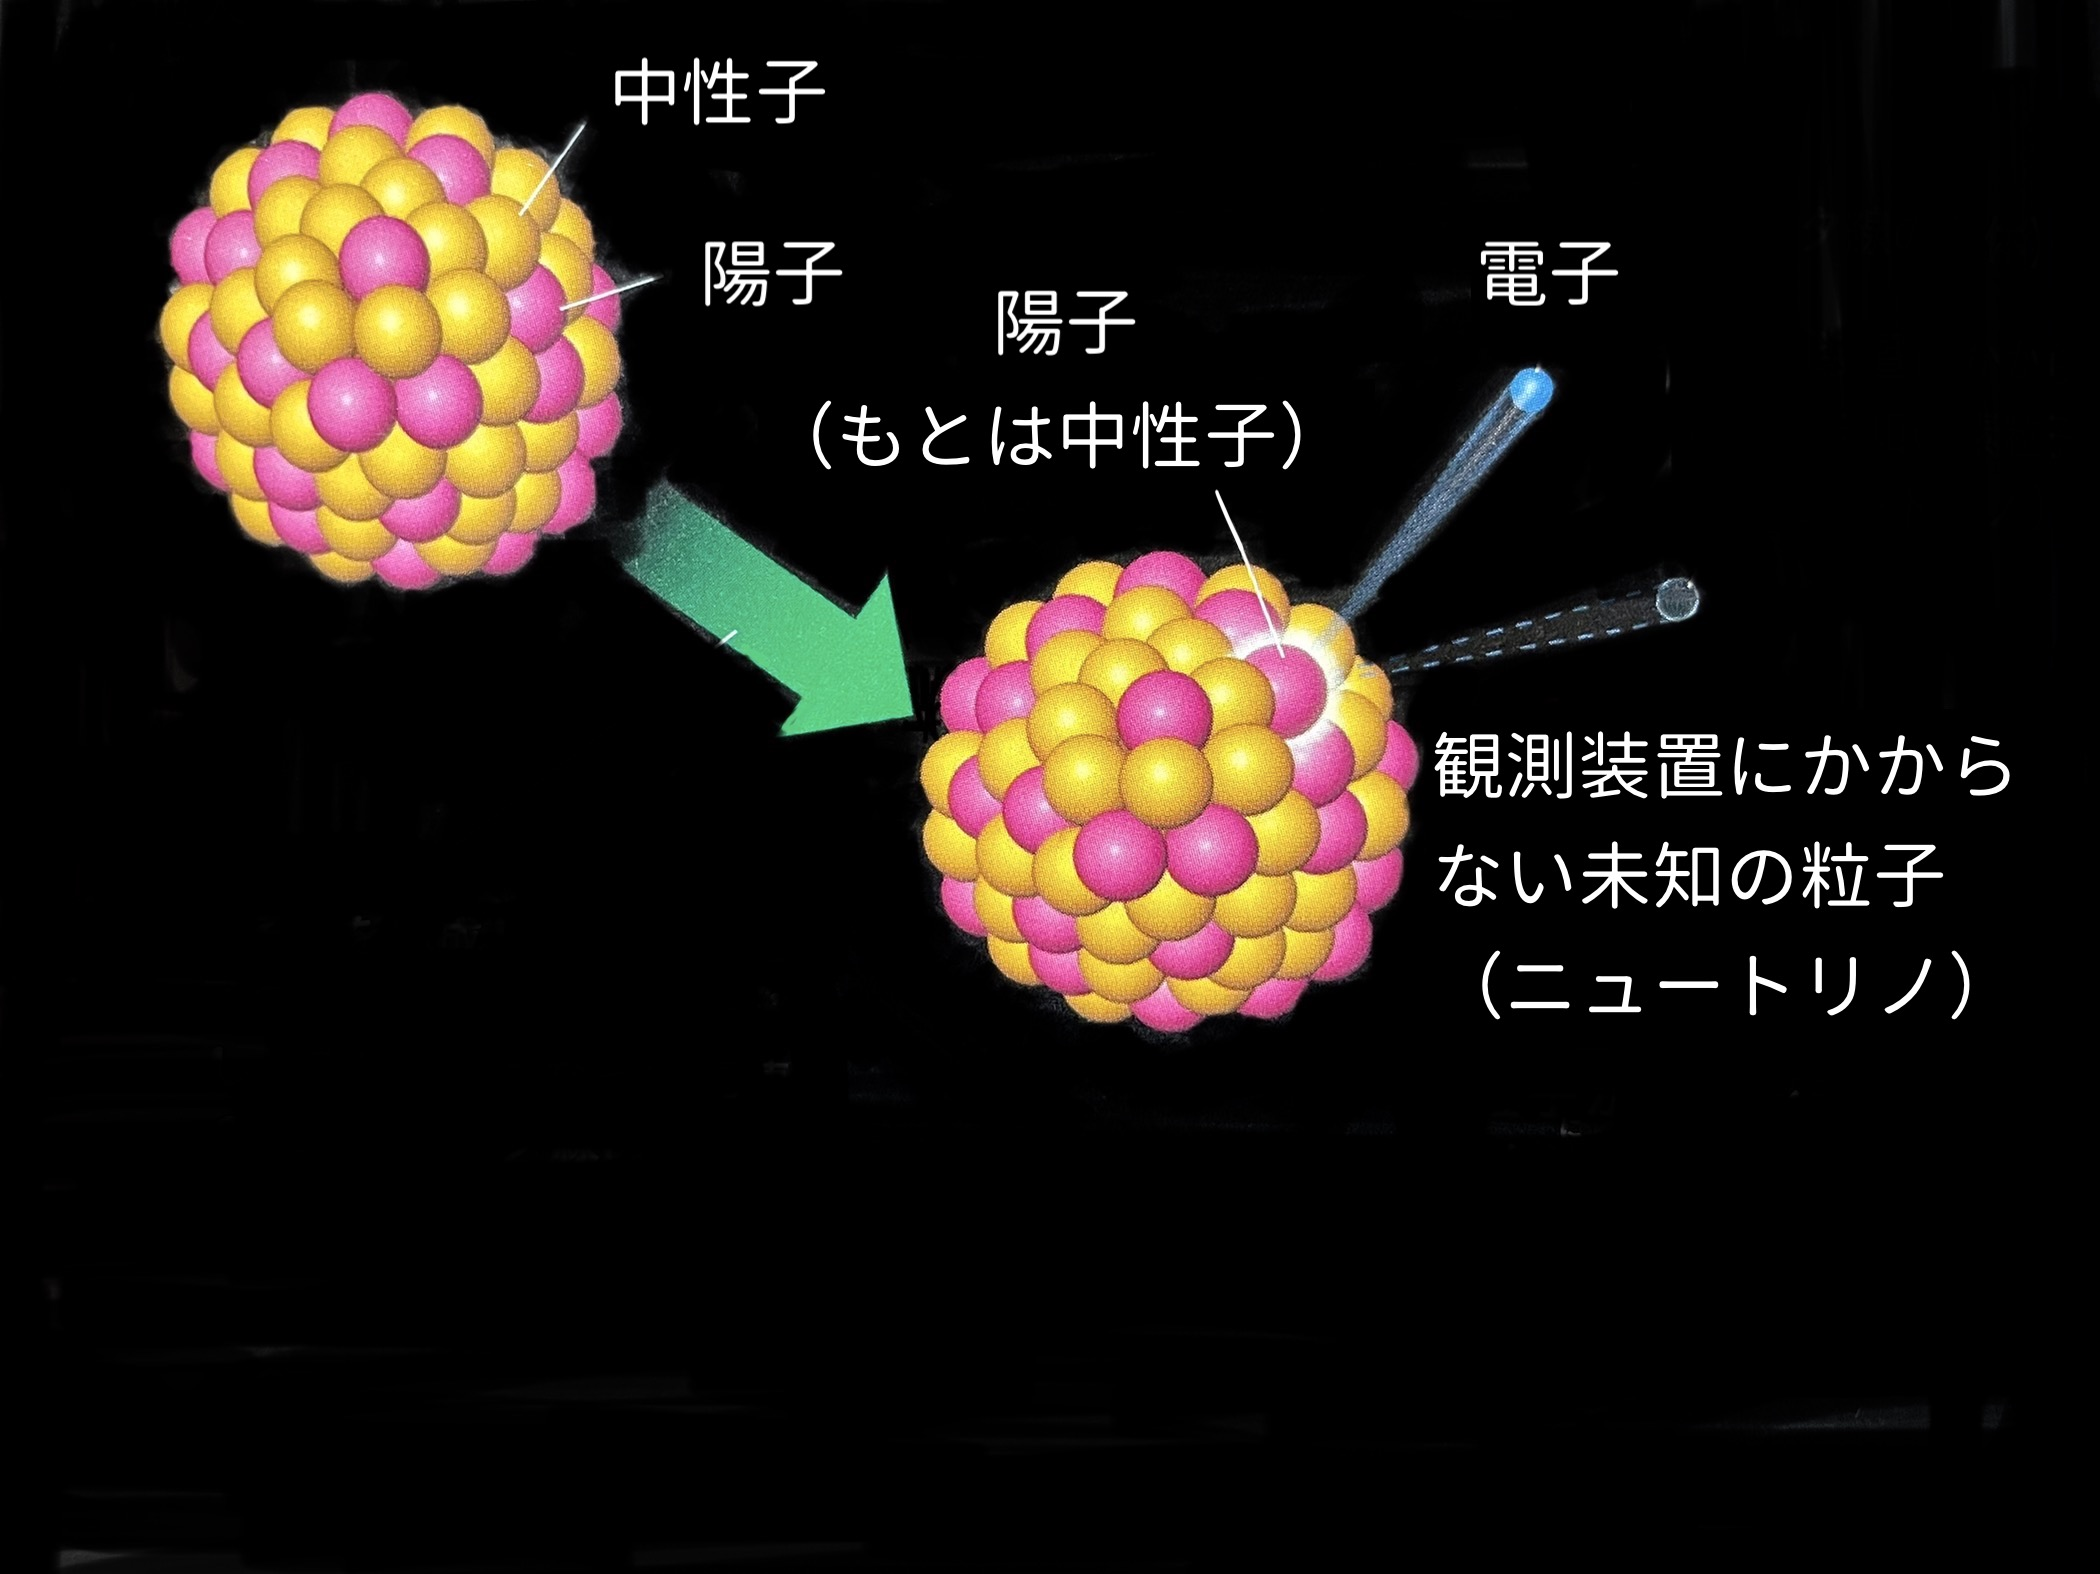 中性子
陽子
陽子
（もとは中性子）
電子
観測装置にかから
ない未知の粒子
（ニュートリノ）